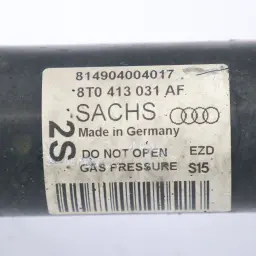 814904004017
8T0 413 031 AF
SACHS
2S
Made in Germany
DO NOT OPEN EZD
GAS PRESSURE S15